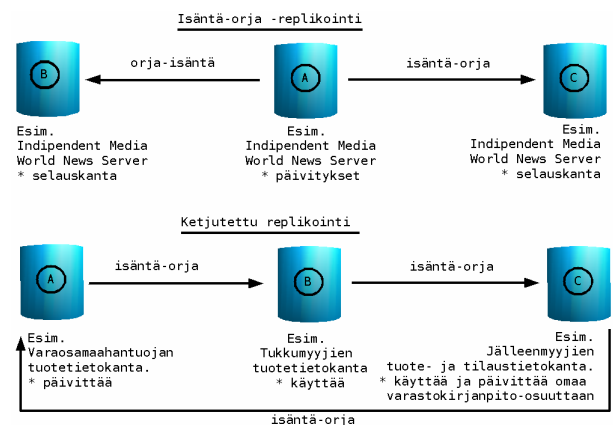 Isäntä-orja -replikointi
B
orja-isäntä
A
isäntä-orja
C
Esim.
Indipendent Media
World News Server
* selauskanta
Esim.
Indipendent Media
World News Server
* päivitykset
Esim.
Indipendent Media
World News Server
* selauskanta
Ketjutettu replikointi
A
isäntä-orja
B
isäntä-orja
C
Esim.
Varaosamaahantuojan
tuotetietokanta.
* päivittää
Esim.
Tukkumyyjien
tuotetietokanta
* käyttää
Esim.
Jälleenmyyjien
tuote- ja tilaustietokanta.
* käyttää ja päivittää omaa
varastokirjanpito-osuuttaan
isäntä-orja